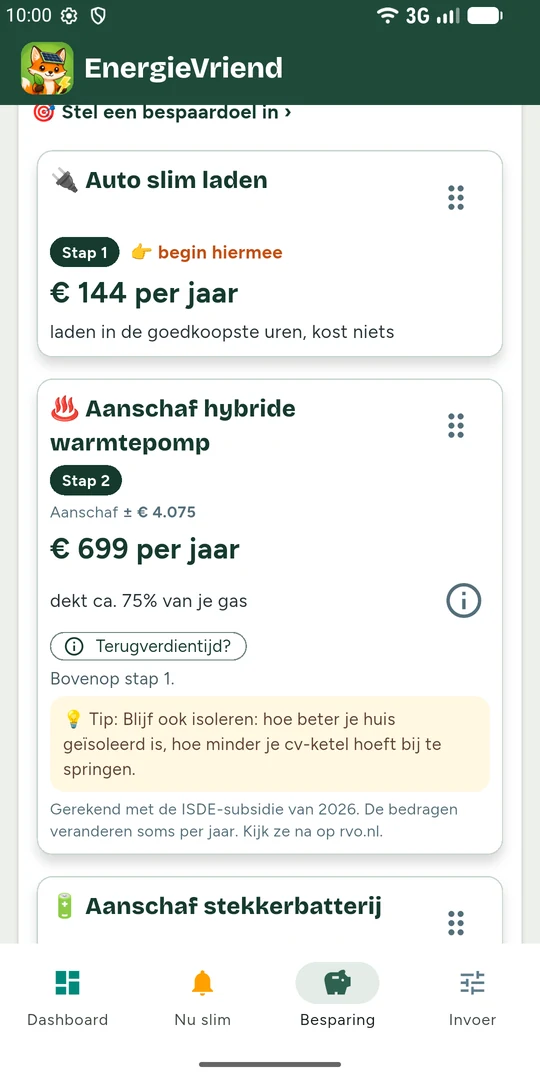 10:00
3G
EnergieVriend
🎯 Stel een bespaardoel in ›
🔌 Auto slim laden
Stap 1 👉 begin hiermee
€ 144 per jaar
laden in de goedkoopste uren, kost niets
♨️ Aanschaf hybride
warmtepomp
Stap 2
Aanschaf ± € 4.075
€ 699 per jaar
dekt ca. 75% van je gas
Terugverdientijd?
Bovenop stap 1.
💡 Tip: Blijf ook isoleren: hoe beter je huis
geïsoleerd is, hoe minder je cv-ketel hoeft bij te
springen.
Gerekend met de ISDE-subsidie van 2026. De bedragen
veranderen soms per jaar. Kijk ze na op rvo.nl.
🔋 Aanschaf stekkerbatterij
Dashboard
Nu slim
Besparing
Invoer